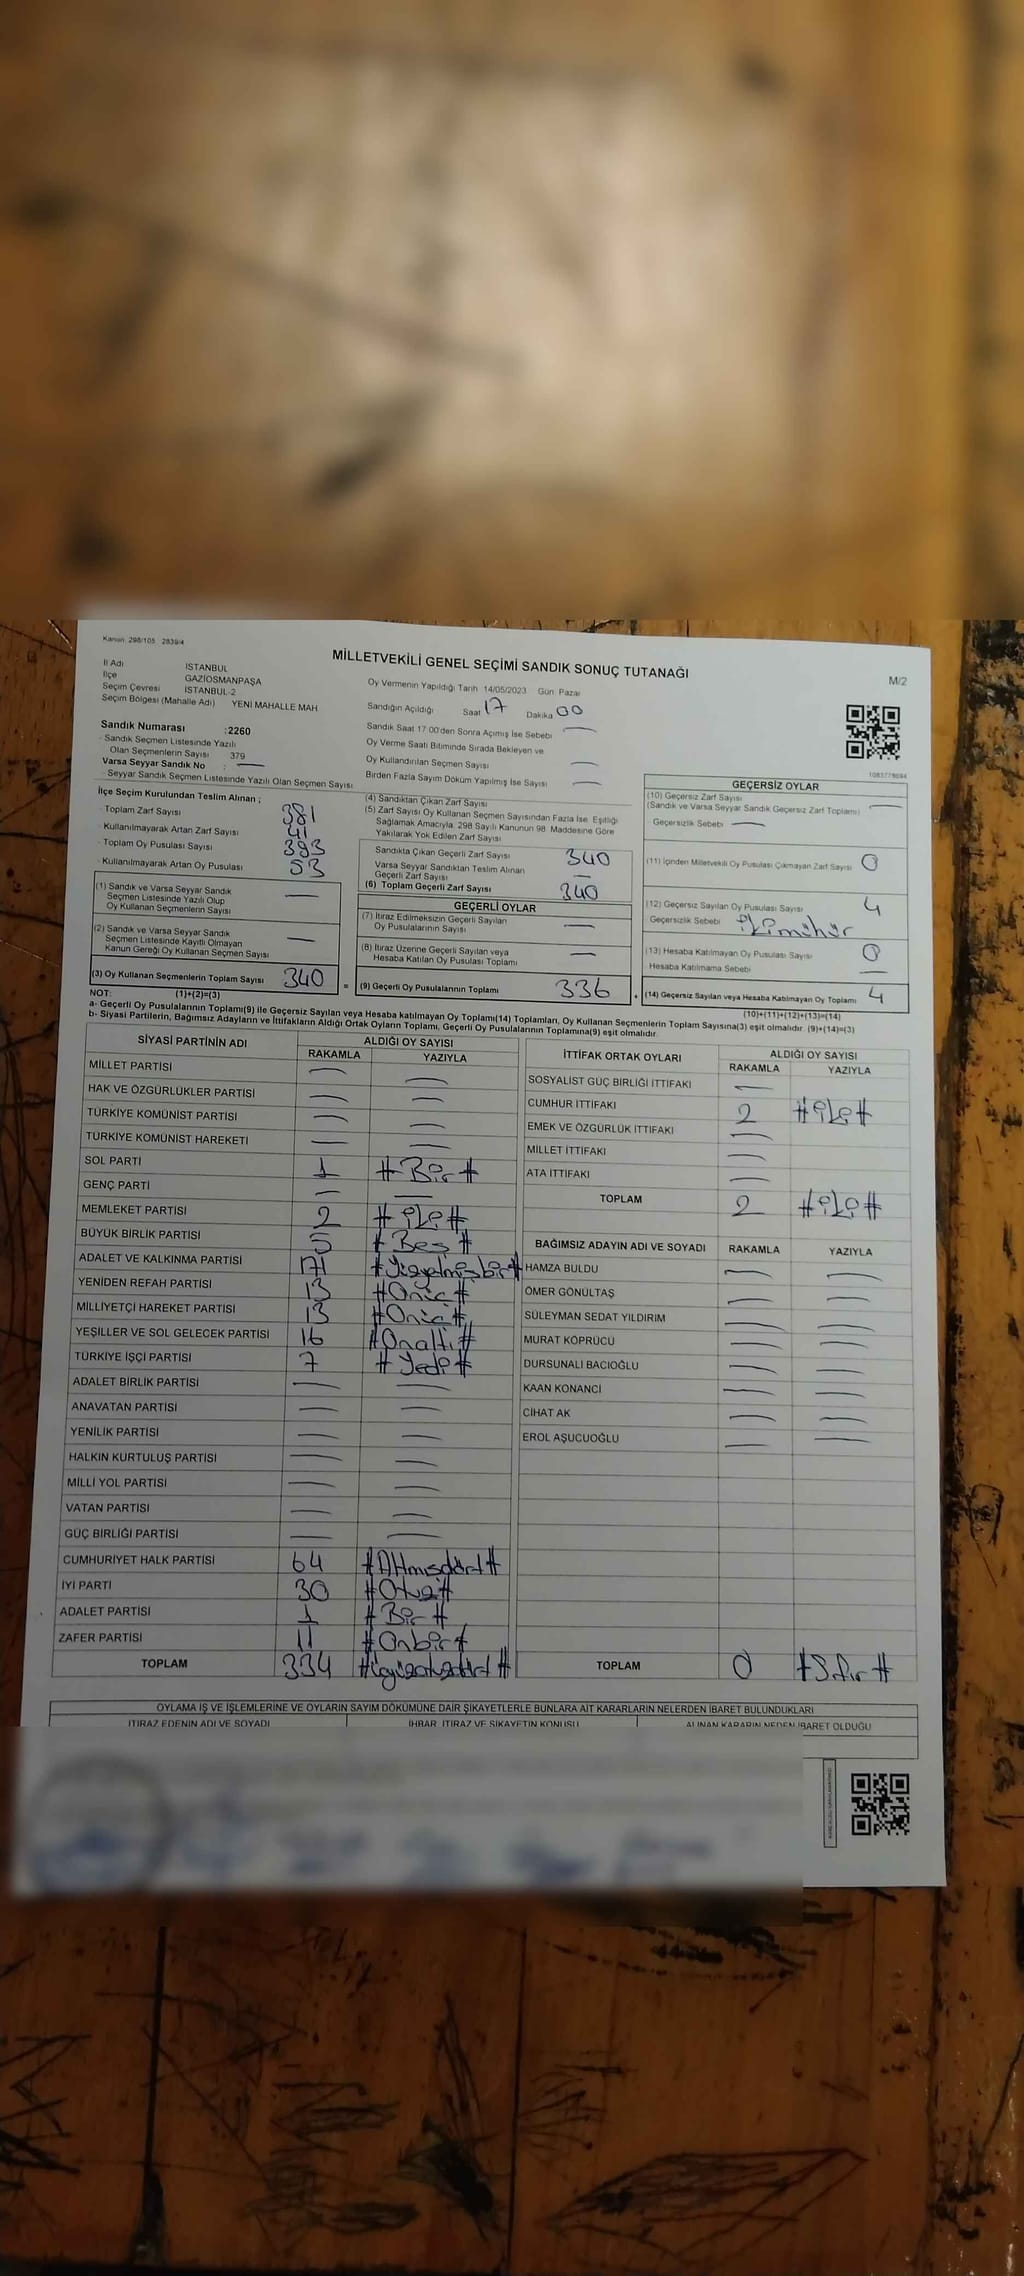 Kanun 298/105 2839/4
MİLLETVEKİLİ GENEL SEÇİMİ SANDIK SONUÇ TUTANAĞI
M/2
İl Adı İSTANBUL
İlçe GAZİOSMANPAŞA
Seçim Çevresi İSTANBUL-2
Seçim Bölgesi (Mahalle Adı) YENİ MAHALLE MAH
Oy Vermenin Yapıldığı Tarih 14/05/2023 Gün Pazar
Sandığın Açıldığı Saat 17 Dakika 00
Sandık Saat 17.00'den Sonra Açılmış İse Sebebi —
Oy Verme Saati Bitiminde Sırada Bekleyen ve
Oy Kullandırılan Seçmen Sayısı —
Birden Fazla Sayım Döküm Yapılmış İse Sayısı —
Sandık Numarası :2260
- Sandık Seçmen Listesinde Yazılı
Olan Seçmenlerin Sayısı 379
Varsa Seyyar Sandık No : —
- Seyyar Sandık Seçmen Listesinde Yazılı Olan Seçmen Sayısı
İlçe Seçim Kurulundan Teslim Alınan ;
- Toplam Zarf Sayısı 381
- Kullanılmayarak Artan Zarf Sayısı 41
- Toplam Oy Pusulası Sayısı 393
- Kullanılmayarak Artan Oy Pusulası 53
(1) Sandık ve Varsa Seyyar Sandık
Seçmen Listesinde Yazılı Olup
Oy Kullanan Seçmenlerin Sayısı —
(2) Sandık ve Varsa Seyyar Sandık
Seçmen Listesinde Kayıtlı Olmayan
Kanun Gereği Oy Kullanan Seçmen Sayısı —
(3) Oy Kullanan Seçmenlerin Toplam Sayısı 340
(1)+(2)=(3)
(4) Sandıktan Çıkan Zarf Sayısı
(5) Zarf Sayısı Oy Kullanan Seçmen Sayısından Fazla İse Eşitliği
Sağlamak Amacıyla, 298 Sayılı Kanunun 98. Maddesine Göre
Yakılarak Yok Edilen Zarf Sayısı
Sandıkta Çıkan Geçerli Zarf Sayısı 340
Varsa Seyyar Sandıktan Teslim Alınan
Geçerli Zarf Sayısı —
(6) Toplam Geçerli Zarf Sayısı 340
GEÇERLİ OYLAR
(7) İtiraz Edilmeksizin Geçerli Sayılan
Oy Pusulalarının Sayısı —
(8) İtiraz Üzerine Geçerli Sayılan veya
Hesaba Katılan Oy Pusulası Toplamı —
= (9) Geçerli Oy Pusulalarının Toplamı 336
1083778694
GEÇERSİZ OYLAR
(10) Geçersiz Zarf Sayısı
(Sandık ve Varsa Seyyar Sandık Geçersiz Zarf Toplamı) —
Geçersizlik Sebebi —
(11) İçinden Milletvekili Oy Pusulası Çıkmayan Zarf Sayısı 0
(12) Geçersiz Sayılan Oy Pusulası Sayısı 4
Geçersizlik Sebebi iki mühür
(13) Hesaba Katılmayan Oy Pusulası Sayısı 0
Hesaba Katılmama Sebebi —
+ (14) Geçersiz Sayılan veya Hesaba Katılmayan Oy Toplamı 4
(10)+(11)+(12)+(13)=(14)
NOT:
a- Geçerli Oy Pusulalarının Toplamı(9) ile Geçersiz Sayılan veya Hesaba katılmayan Oy Toplamı(14) Toplamları, Oy Kullanan Seçmenlerin Toplam Sayısına(3) eşit olmalıdır. (9)+(14)=(3)
b- Siyasi Partilerin, Bağımsız Adayların ve İttifakların Aldığı Ortak Oyların Toplamı, Geçerli Oy Pusulalarının Toplamına(9) eşit olmalıdır.
SİYASİ PARTİNİN ADI ALDIĞI OY SAYISI
RAKAMLA YAZIYLA
MİLLET PARTİSİ — —
HAK VE ÖZGÜRLÜKLER PARTİSİ — —
TÜRKİYE KOMÜNİST PARTİSİ — —
TÜRKİYE KOMÜNİST HAREKETİ — —
SOL PARTİ 1 #Bir#
GENÇ PARTİ — —
MEMLEKET PARTİSİ 2 #iki#
BÜYÜK BİRLİK PARTİSİ 5 #Beş#
ADALET VE KALKINMA PARTİSİ 171 #Yüzyetmişbir#
YENİDEN REFAH PARTİSİ 13 #Onüç#
MİLLİYETÇİ HAREKET PARTİSİ 13 #Onüç#
YEŞİLLER VE SOL GELECEK PARTİSİ 16 #Onaltı#
TÜRKİYE İŞÇİ PARTİSİ 7 #Yedi#
ADALET BİRLİK PARTİSİ — —
ANAVATAN PARTİSİ — —
YENİLİK PARTİSİ — —
HALKIN KURTULUŞ PARTİSİ — —
MİLLİ YOL PARTİSİ — —
VATAN PARTİSİ — —
GÜÇ BİRLİĞİ PARTİSİ — —
CUMHURİYET HALK PARTİSİ 64 #Altmışdört#
İYİ PARTİ 30 #Otuz#
ADALET PARTİSİ 1 #Bir#
ZAFER PARTİSİ 11 #Onbir#
TOPLAM 334 #üçyüzotuzdört#
İTTİFAK ORTAK OYLARI ALDIĞI OY SAYISI
RAKAMLA YAZIYLA
SOSYALİST GÜÇ BİRLİĞİ İTTİFAKI —
CUMHUR İTTİFAKI 2 #iki#
EMEK VE ÖZGÜRLÜK İTTİFAKI —
MİLLET İTTİFAKI —
ATA İTTİFAKI —
TOPLAM 2 #iki#
BAĞIMSIZ ADAYIN ADI VE SOYADI RAKAMLA YAZIYLA
HAMZA BULDU — —
ÖMER GÖNÜLTAŞ — —
SÜLEYMAN SEDAT YILDIRIM — —
MURAT KÖPRÜCÜ — —
DURSUNALİ BACIOĞLU — —
KAAN KONANCİ — —
CİHAT AK — —
EROL AŞUCUOĞLU — —
TOPLAM 0 #Sıfır#
OYLAMA İŞ VE İŞLEMLERİNE VE OYLARIN SAYIM DÖKÜMÜNE DAİR ŞİKAYETLERLE BUNLARA AİT KARARLARIN NELERDEN İBARET BULUNDUKLARI
İTİRAZ EDENİN ADI VE SOYADI İHBAR, İTİRAZ VE ŞİKAYETİN KONUSU ALINAN KARARIN NEDEN İBARET OLDUĞU